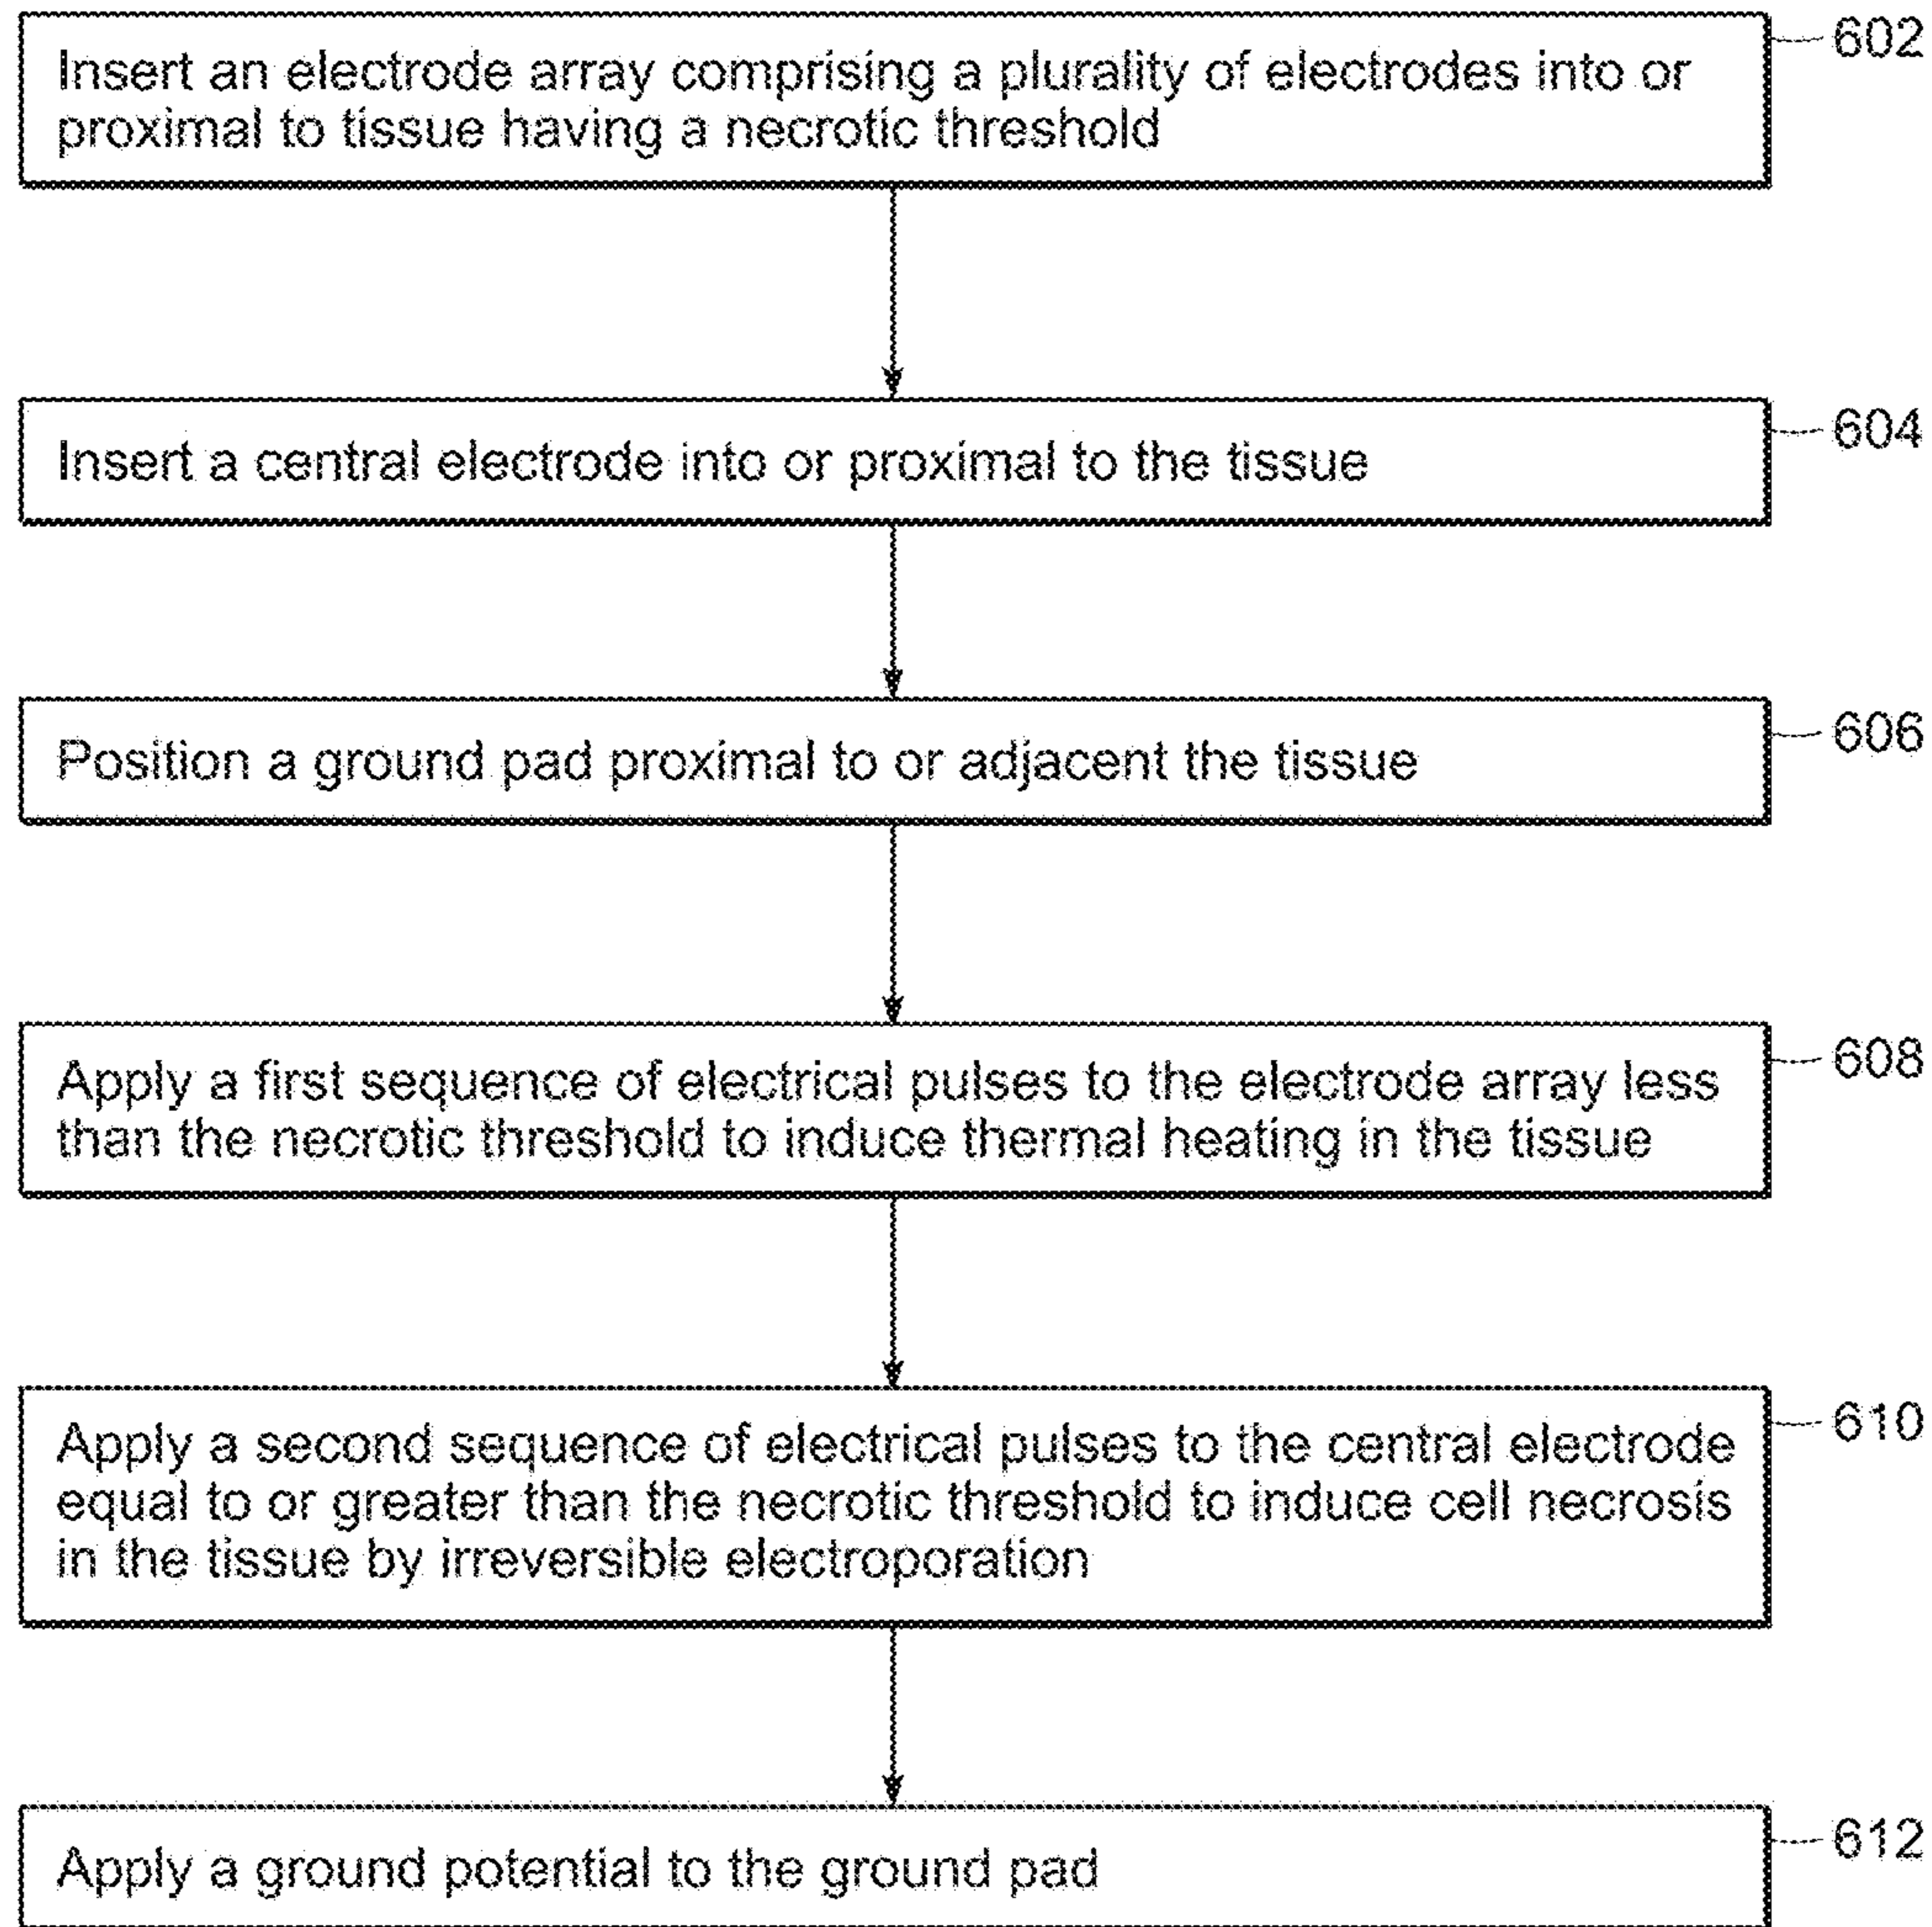 602
Insert an electrode array comprising a plurality of electrodes into or
proximal to tissue having a necrotic threshold
604
Insert a central electrode into or proximal to the tissue
606
Position a ground pad proximal to or adjacent the tissue
608
Apply a first sequence of electrical pulses to the electrode array less
than the necrotic threshold to induce thermal heating in the tissue
610
Apply a second sequence of electrical pulses to the central electrode
equal to or greater than the necrotic threshold to induce cell necrosis
in the tissue by irreversible electroporation
612
Apply a ground potential to the ground pad